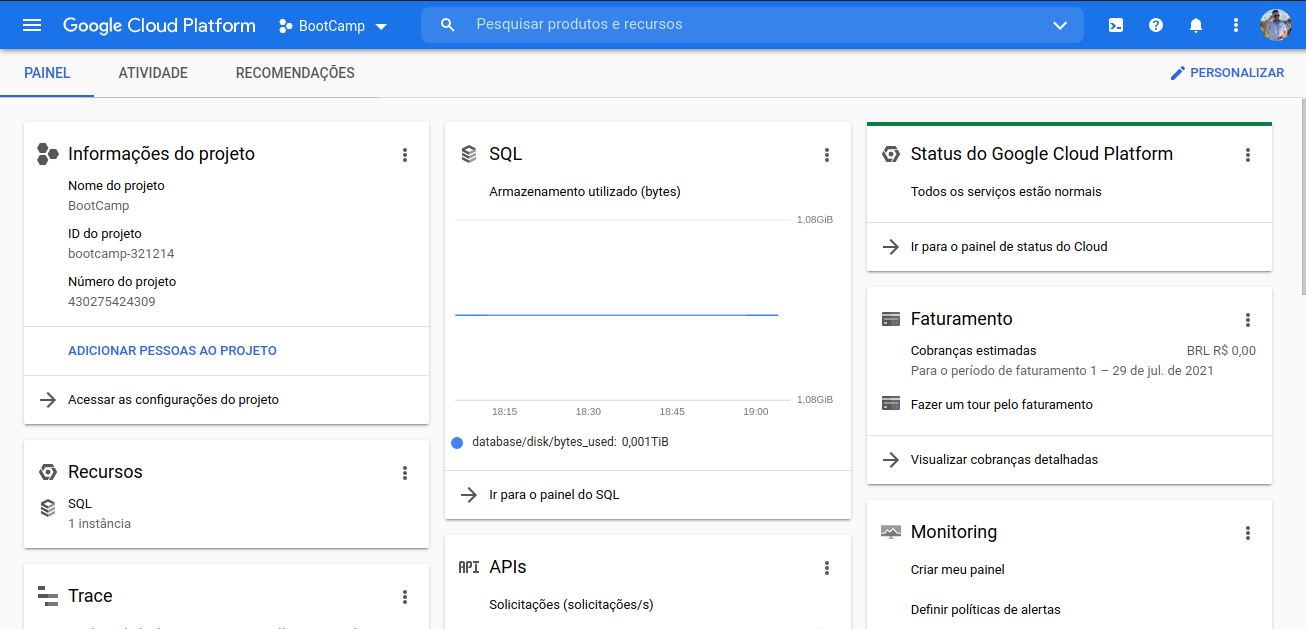 Google Cloud Platform
BootCamp
Pesquisar produtos e recursos
PAINEL
ATIVIDADE
RECOMENDAÇÕES
PERSONALIZAR
Informações do projeto
Nome do projeto
BootCamp
ID do projeto
bootcamp-321214
Número do projeto
430275424309
ADICIONAR PESSOAS AO PROJETO
Acessar as configurações do projeto
Recursos
SQL
1 instância
Trace
SQL
Armazenamento utilizado (bytes)
1,08GiB
1,08GiB
18:15 18:30 18:45 19:00
database/disk/bytes_used: 0,001TiB
Ir para o painel do SQL
API APIs
Solicitações (solicitações/s)
Status do Google Cloud Platform
Todos os serviços estão normais
Ir para o painel de status do Cloud
Faturamento
Cobranças estimadas BRL R$ 0,00
Para o período de faturamento 1 – 29 de jul. de 2021
Fazer um tour pelo faturamento
Visualizar cobranças detalhadas
Monitoring
Criar meu painel
Definir políticas de alertas